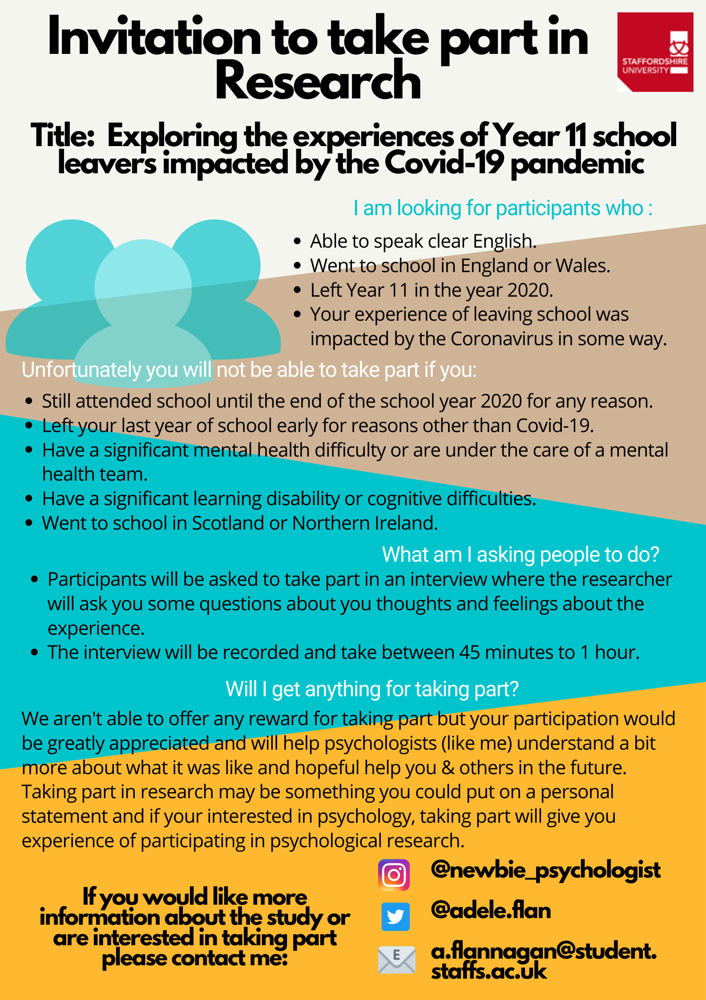 Invitation to take part in
Research
STAFFORDSHIRE
UNIVERSITY
Title: Exploring the experiences of Year 11 school
leavers impacted by the Covid-19 pandemic
I am looking for participants who :
• Able to speak clear English.
• Went to school in England or Wales.
• Left Year 11 in the year 2020.
• Your experience of leaving school was
impacted by the Coronavirus in some way.
Unfortunately you will not be able to take part if you:
• Still attended school until the end of the school year 2020 for any reason.
• Left your last year of school early for reasons other than Covid-19.
• Have a significant mental health difficulty or are under the care of a mental
health team.
• Have a significant learning disability or cognitive difficulties.
• Went to school in Scotland or Northern Ireland.
What am I asking people to do?
• Participants will be asked to take part in an interview where the researcher
will ask you some questions about you thoughts and feelings about the
experience.
• The interview will be recorded and take between 45 minutes to 1 hour.
Will I get anything for taking part?
We aren't able to offer any reward for taking part but your participation would
be greatly appreciated and will help psychologists (like me) understand a bit
more about what it was like and hopeful help you & others in the future.
Taking part in research may be something you could put on a personal
statement and if your interested in psychology, taking part will give you
experience of participating in psychological research.
If you would like more
information about the study or
are interested in taking part
please contact me:
@newbie_psychologist
@adele.flan
E
a.flannagan@student.
staffs.ac.uk